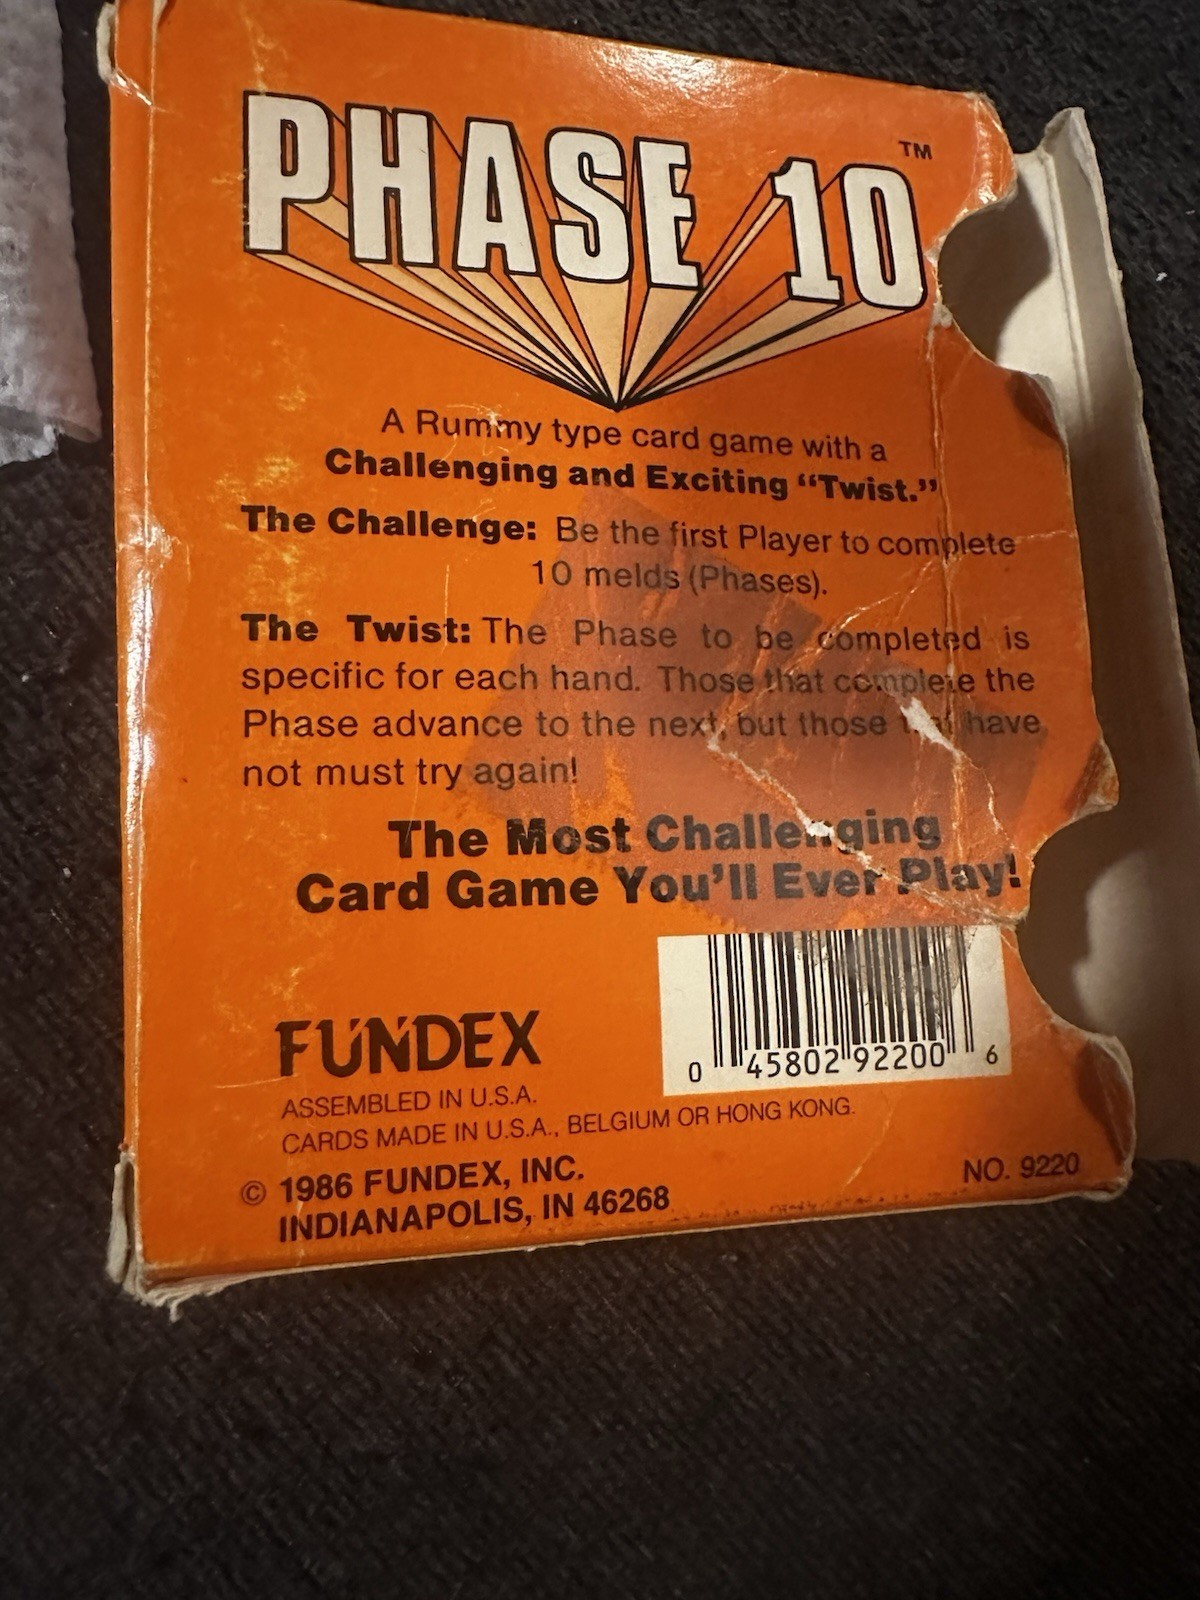 PHASE 10 ™
A Rummy type card game with a
Challenging and Exciting “Twist.”
The Challenge: Be the first Player to complete
10 melds (Phases).
The Twist: The Phase to be completed is
specific for each hand. Those that complete the
Phase advance to the next, but those that have
not must try again!
The Most Challenging
Card Game You'll Ever Play!
0 45802 92200 6
FUNDEX
ASSEMBLED IN U.S.A.
CARDS MADE IN U.S.A., BELGIUM OR HONG KONG.
© 1986 FUNDEX, INC.
INDIANAPOLIS, IN 46268
NO. 9220